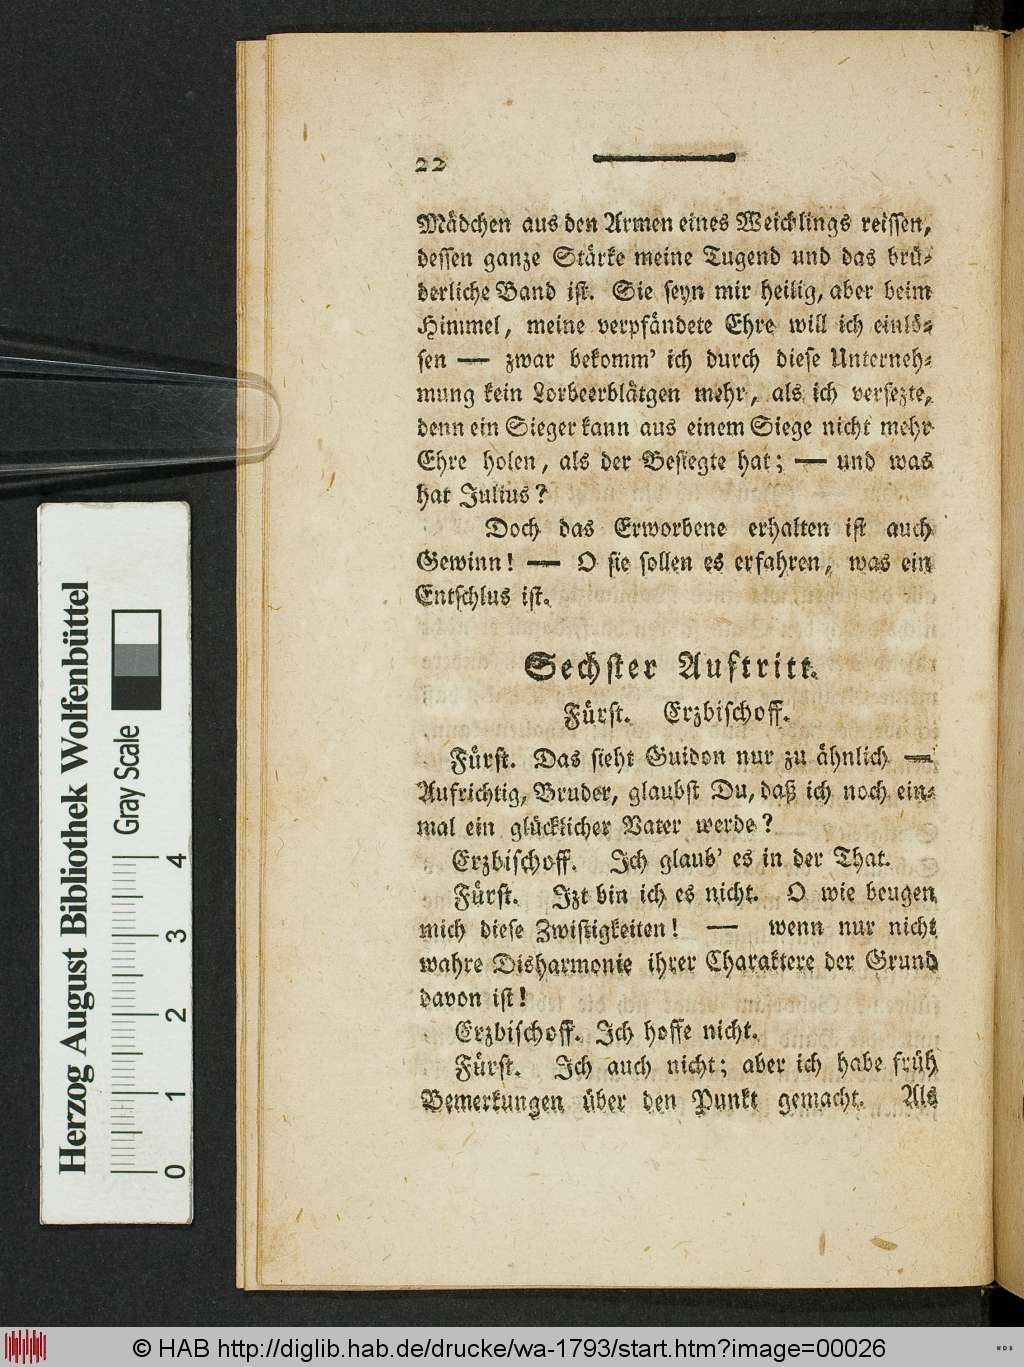 22
Mädchen aus den Armen eines Weichlings reissen,
dessen ganze Stärke meine Tugend und das brü-
derliche Band ist. Sie seyn mir heilig, aber beim
Himmel, meine verpfändete Ehre will ich einlö-
sen — zwar bekomm' ich durch diese Unterneh-
mung kein Lorbeerblätgen mehr, als ich versezte,
denn ein Sieger kann aus einem Siege nicht mehr
Ehre holen, als der Besiegte hat; — und was
hat Julius?
Doch das Erworbene erhalten ist auch
Gewinn! — O sie sollen es erfahren, was ein
Entschlus ist.
Sechster Auftritt.
Fürst. Erzbischoff.
Fürst. Das sieht Guidon nur zu ähnlich —
Aufrichtig, Bruder, glaubst Du, daß ich noch ein-
mal ein glücklicher Vater werde?
Erzbischoff. Ich glaub' es in der That.
Fürst. Izt bin ich es nicht. O wie beugen
mich diese Zwistigkeiten! — wenn nur nicht
wahre Disharmonie ihrer Charaktere der Grund
davon ist!
Erzbischoff. Ich hoffe nicht.
Fürst. Ich auch nicht; aber ich habe früh
Bemerkungen über den Punkt gemacht. Als
Herzog August Bibliothek Wolfenbüttel
Gray Scale
0 1 2 3 4
© HAB http://diglib.hab.de/drucke/wa-1793/start.htm?image=00026